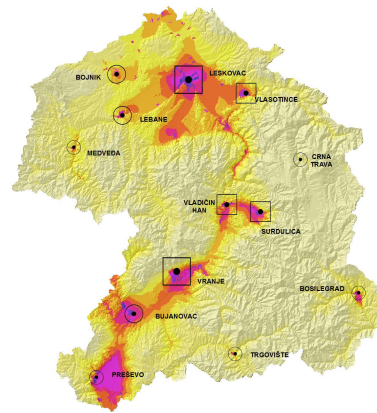 BOJNIK
LESKOVAC
VLASOTINCE
LEBANE
MEDVEĐA
CRNA
TRAVA
VLADIČIN
HAN
SURDULICA
VRANJE
BOSILEGRAD
BUJANOVAC
TRGOVIŠTE
PREŠEVO